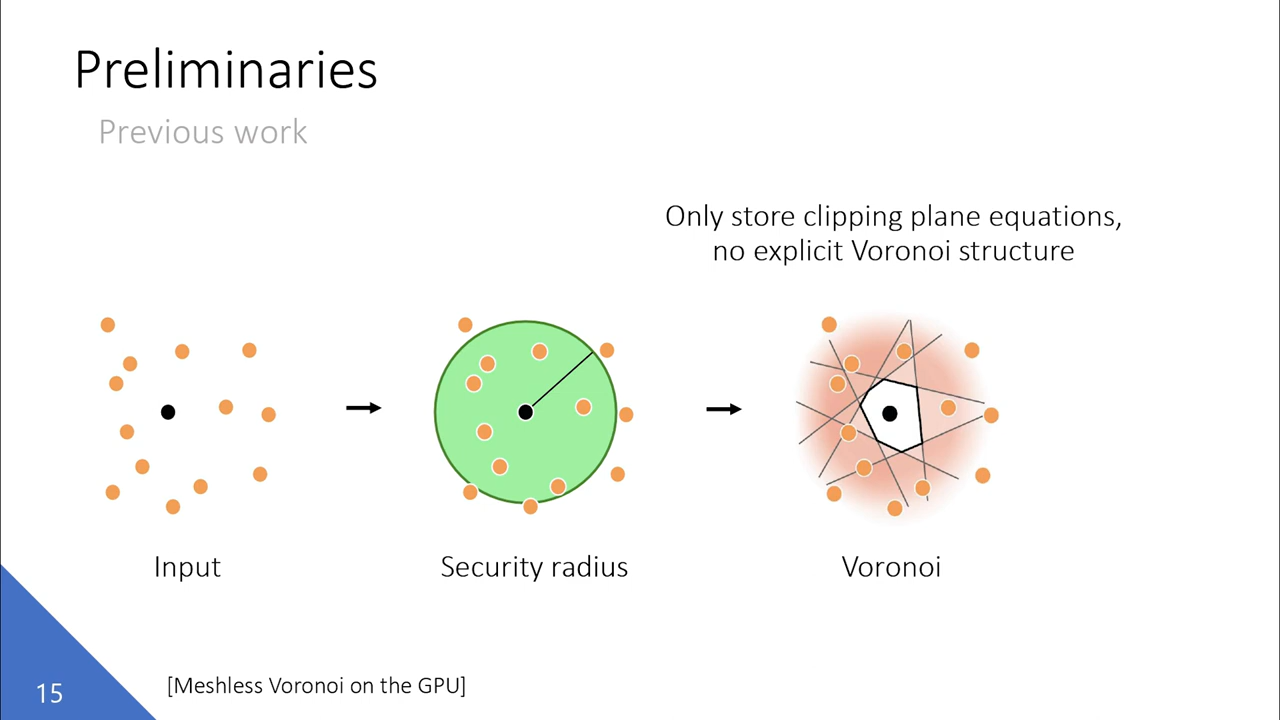 Preliminaries
Previous work
Only store clipping plane equations,
no explicit Voronoi structure
Input
Security radius
Voronoi
15
[Meshless Voronoi on the GPU]